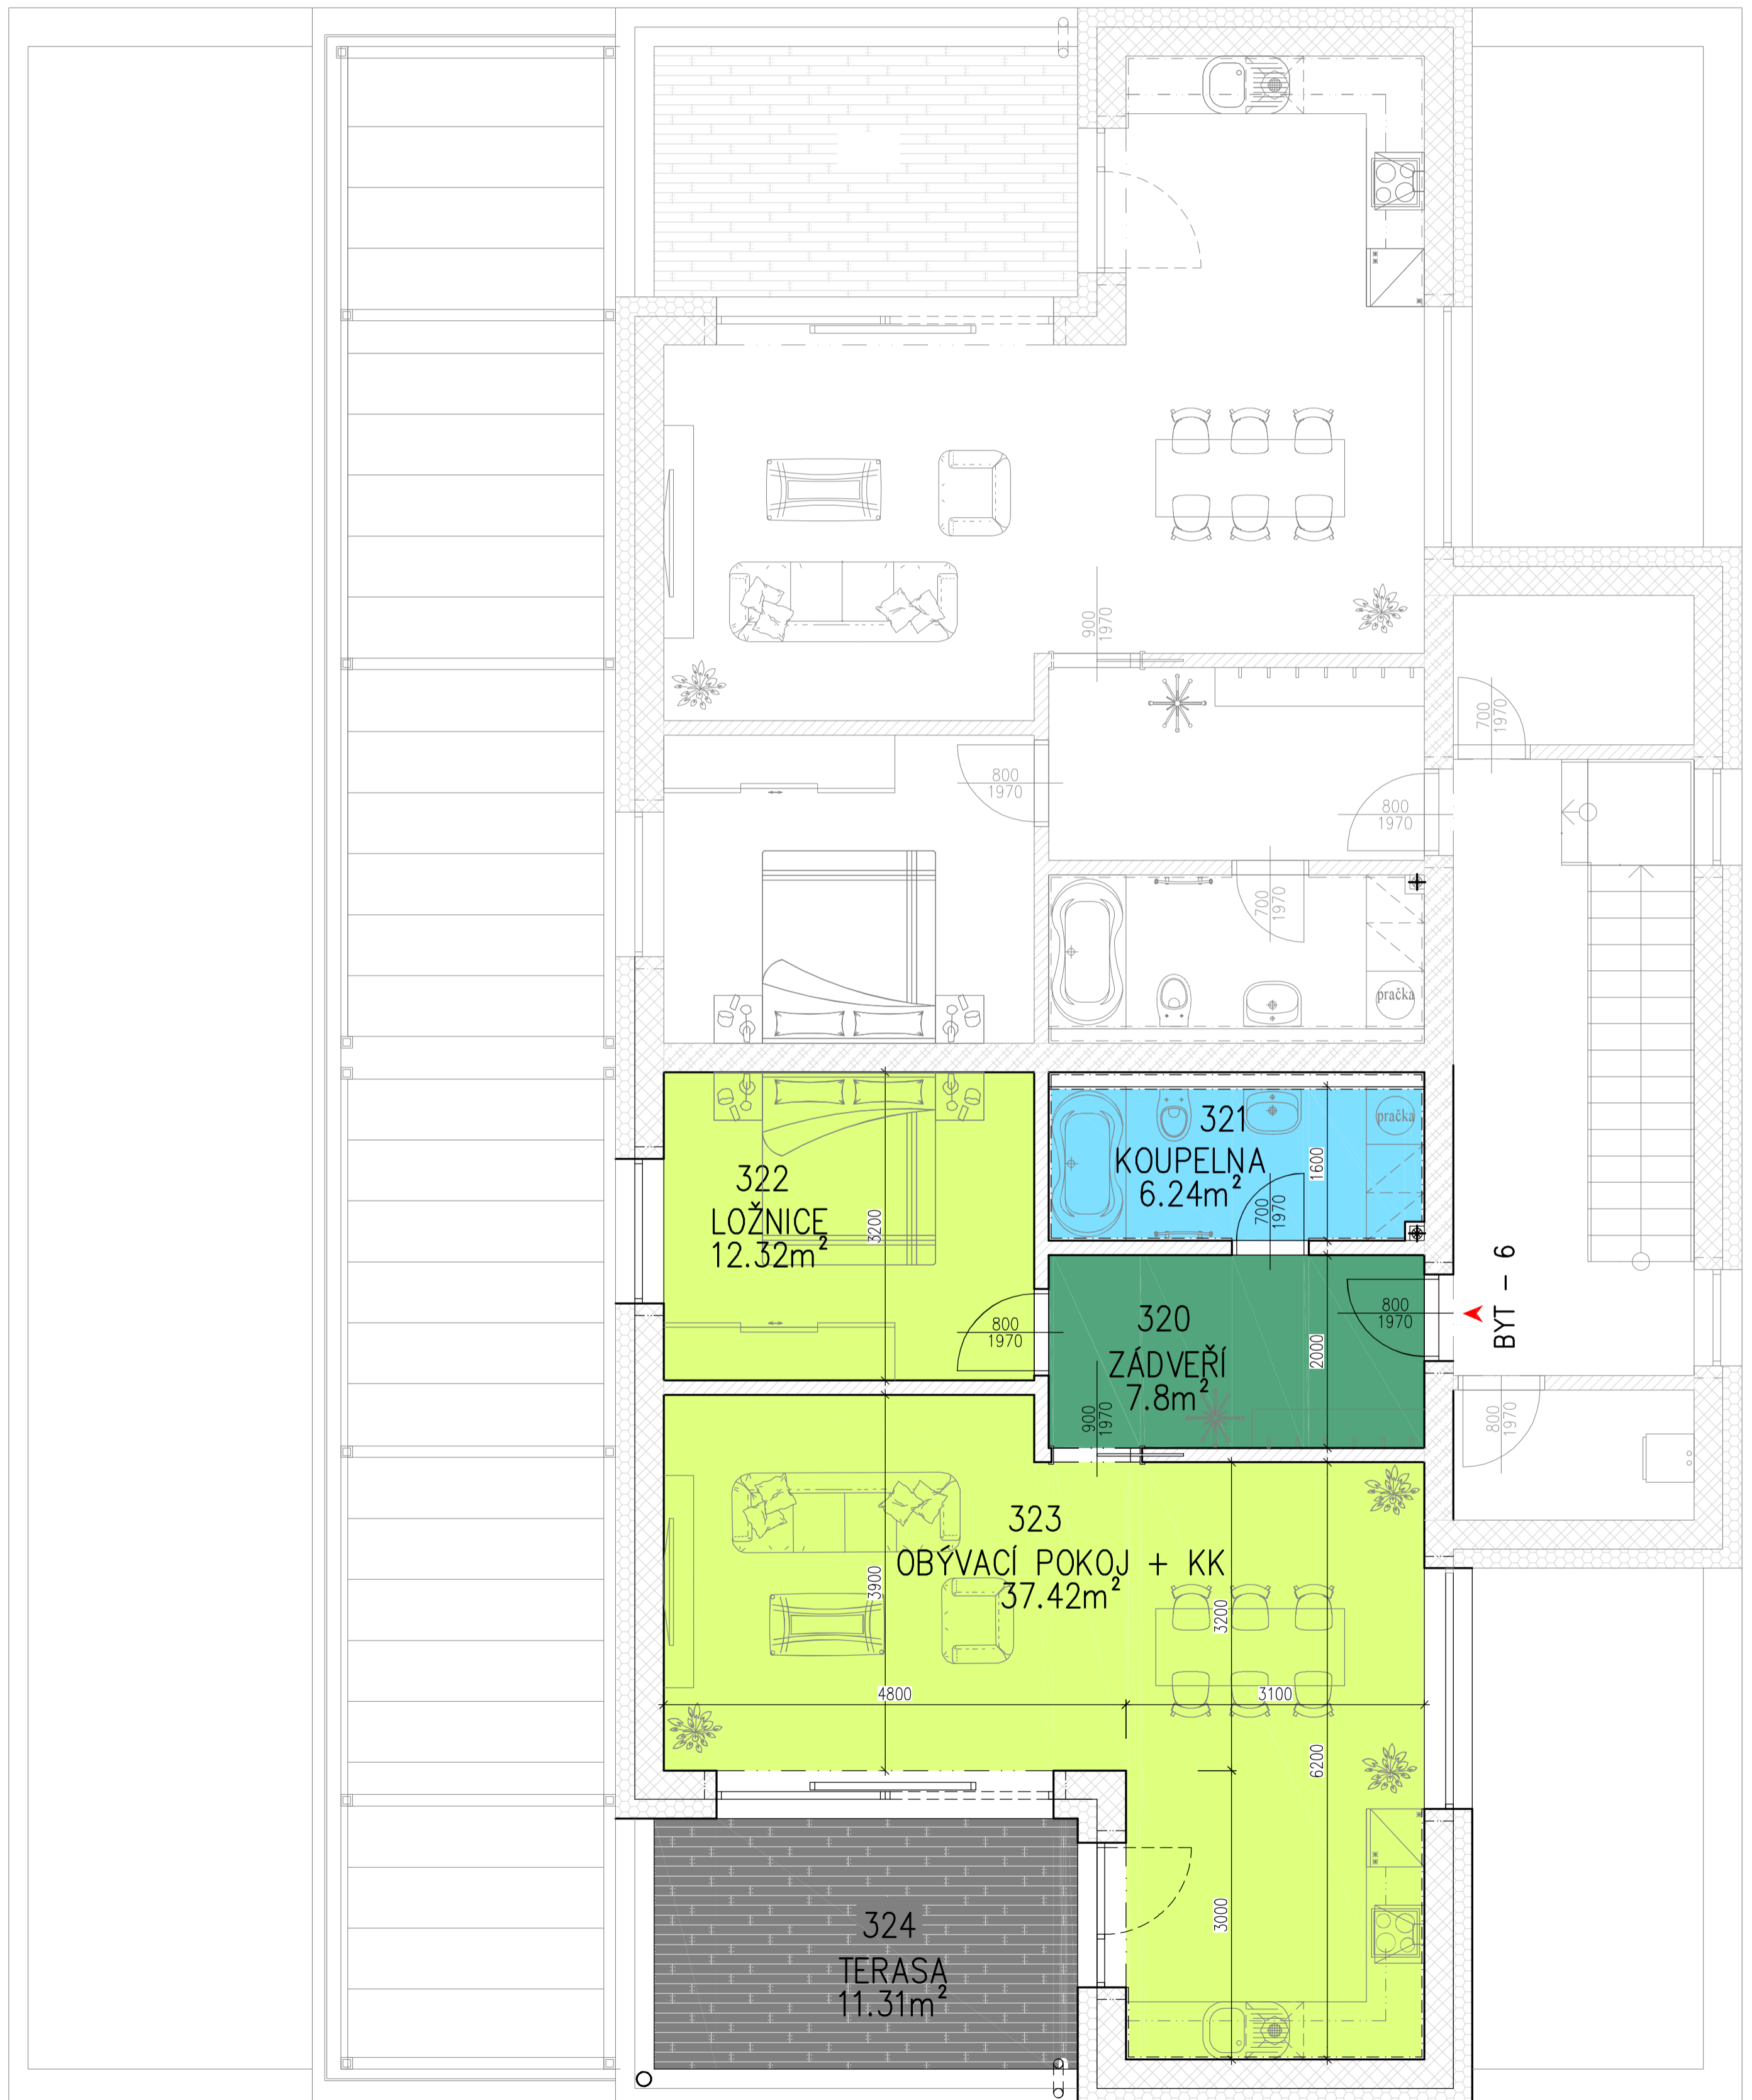 900
1970
700
1970
800
1970
800
1970
700
1970
pračka
321
KOUPELNA
6.24m²
pračka
1600
700
1970
322
LOŽNICE
12.32m²
3200
320
ZÁDVEŘÍ
7.8m²
2000
800
1970
800
1970
BYT – 6
900
1970
800
1970
323
OBÝVACÍ POKOJ + KK
37.42m²
3900
3200
4800
3100
6200
3000
324
TERASA
11.31m²